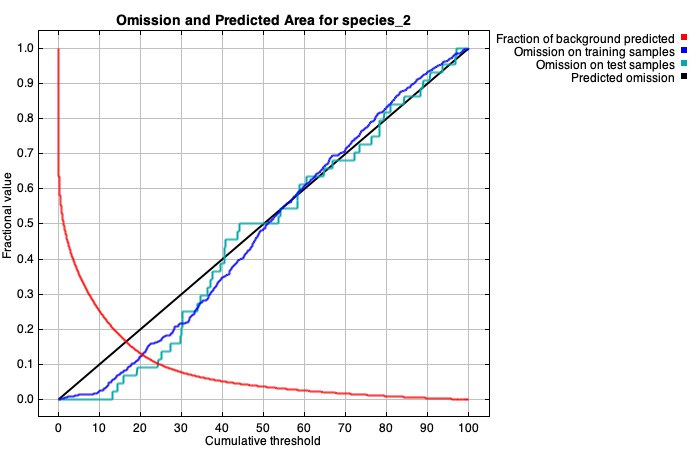 Omission and Predicted Area for species_2
Fraction of background predicted
Omission on training samples
Omission on test samples
Predicted omission
Fractional value
1.0
0.9
0.8
0.7
0.6
0.5
0.4
0.3
0.2
0.1
0.0
0 10 20 30 40 50 60 70 80 90 100
Cumulative threshold